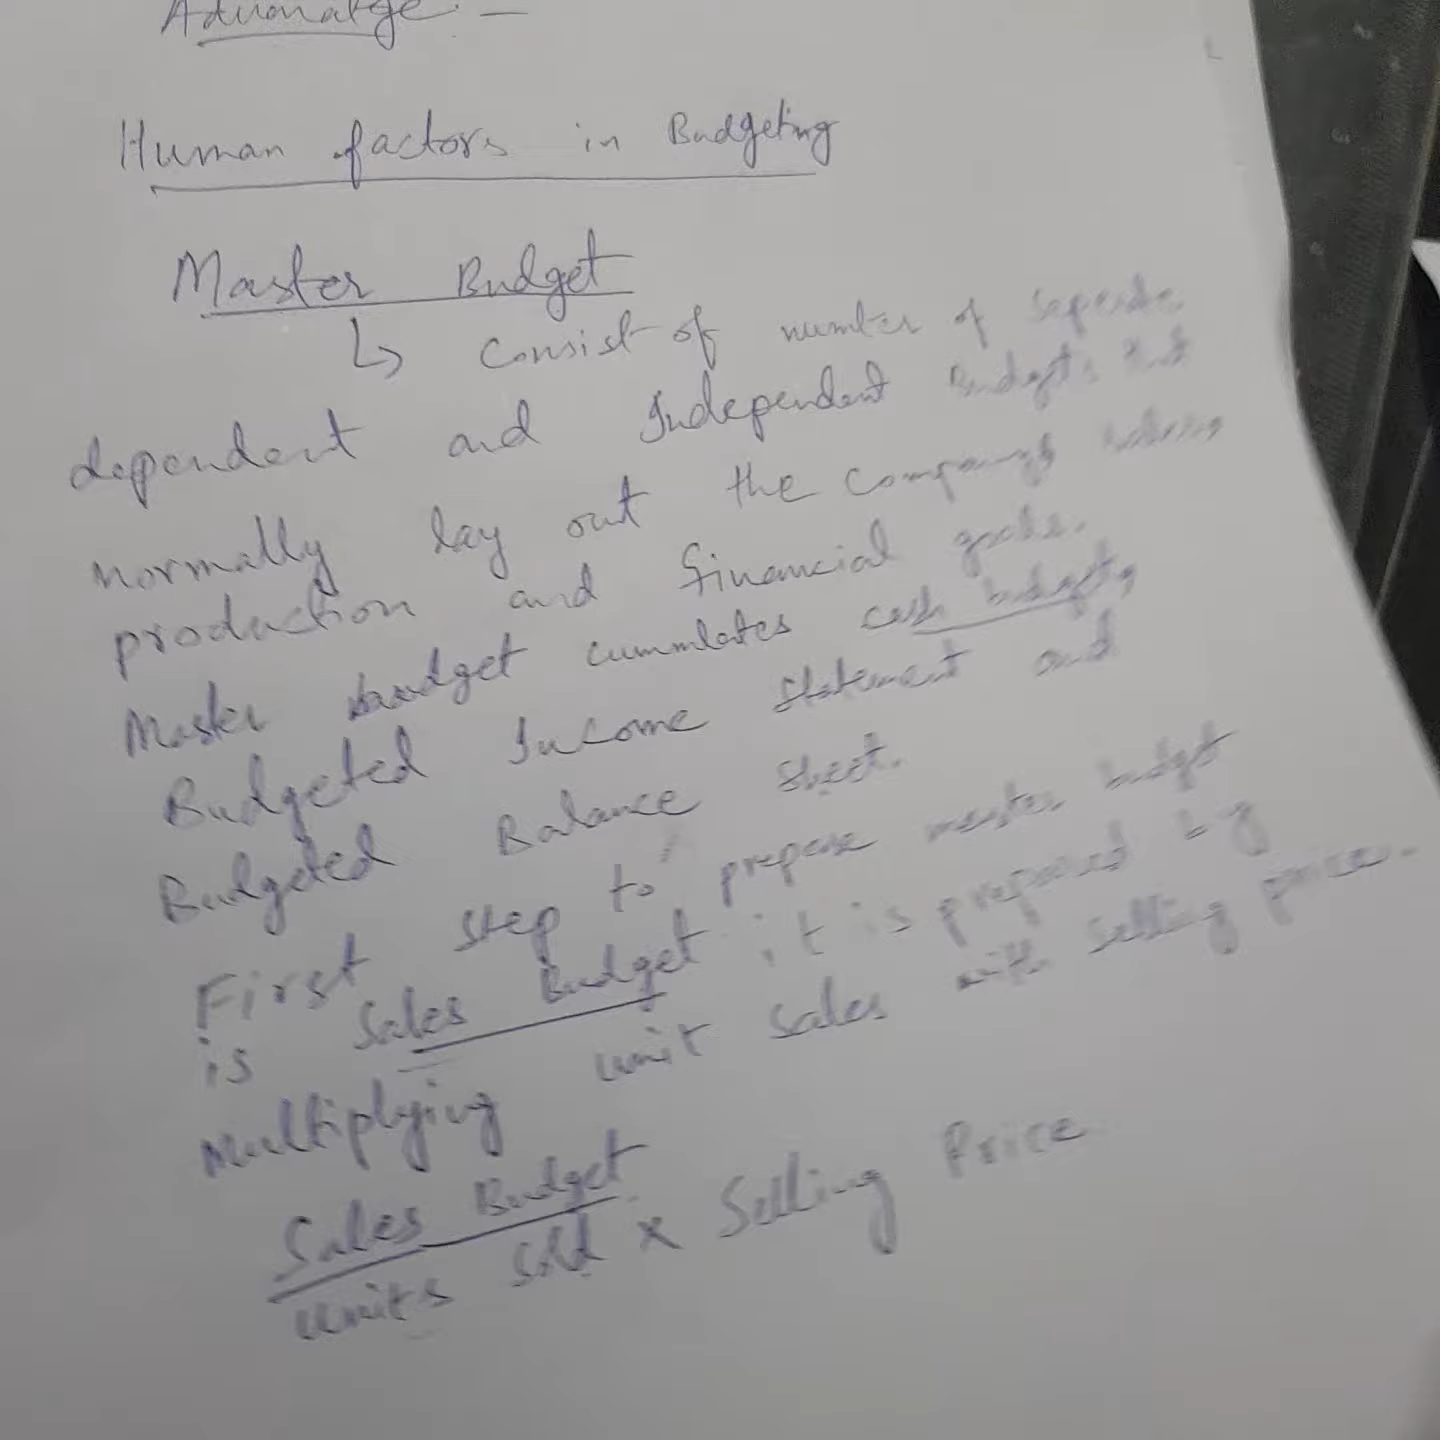 Advanatge: -
Human factors in Budgeting
Master Budget
↳ Consist of number of Seperate
dependent and Independent Budgets that
normally lay out the Company's
production and financial goals.
Master budget cummlates cash budget,
Budgeted Income Statement and
Budgeted Balance Sheet.
First step to prepare master budget
is Sales Budget it is prepared by
Multiplying unit sales with selling price.
Sales Budget
Units Sold x Selling Price